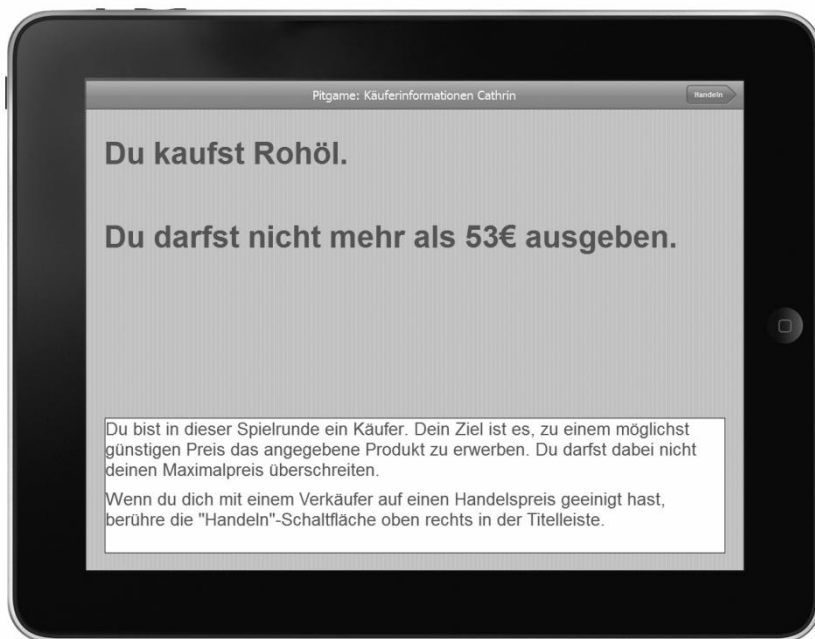 Pitgame: Käuferinformationen Cathrin
Handeln
Du kaufst Rohöl.
Du darfst nicht mehr als 53€ ausgeben.
Du bist in dieser Spielrunde ein Käufer. Dein Ziel ist es, zu einem möglichst
günstigen Preis das angegebene Produkt zu erwerben. Du darfst dabei nicht
deinen Maximalpreis überschreiten.
Wenn du dich mit einem Verkäufer auf einen Handelspreis geeinigt hast,
berühre die "Handeln"-Schaltfläche oben rechts in der Titelleiste.